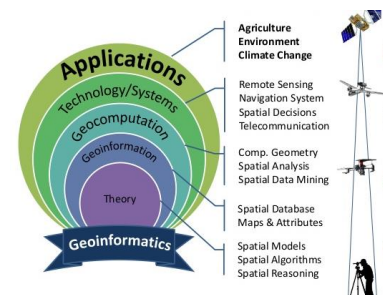 Applications
Technology/Systems
Geocomputation
Geoinformation
Theory
Geoinformatics
Agriculture
Environment
Climate Change
Remote Sensing
Navigation System
Spatial Decisions
Telecommunication
Comp. Geometry
Spatial Analysis
Spatial Data Mining
Spatial Database
Maps & Attributes
Spatial Models
Spatial Algorithms
Spatial Reasoning